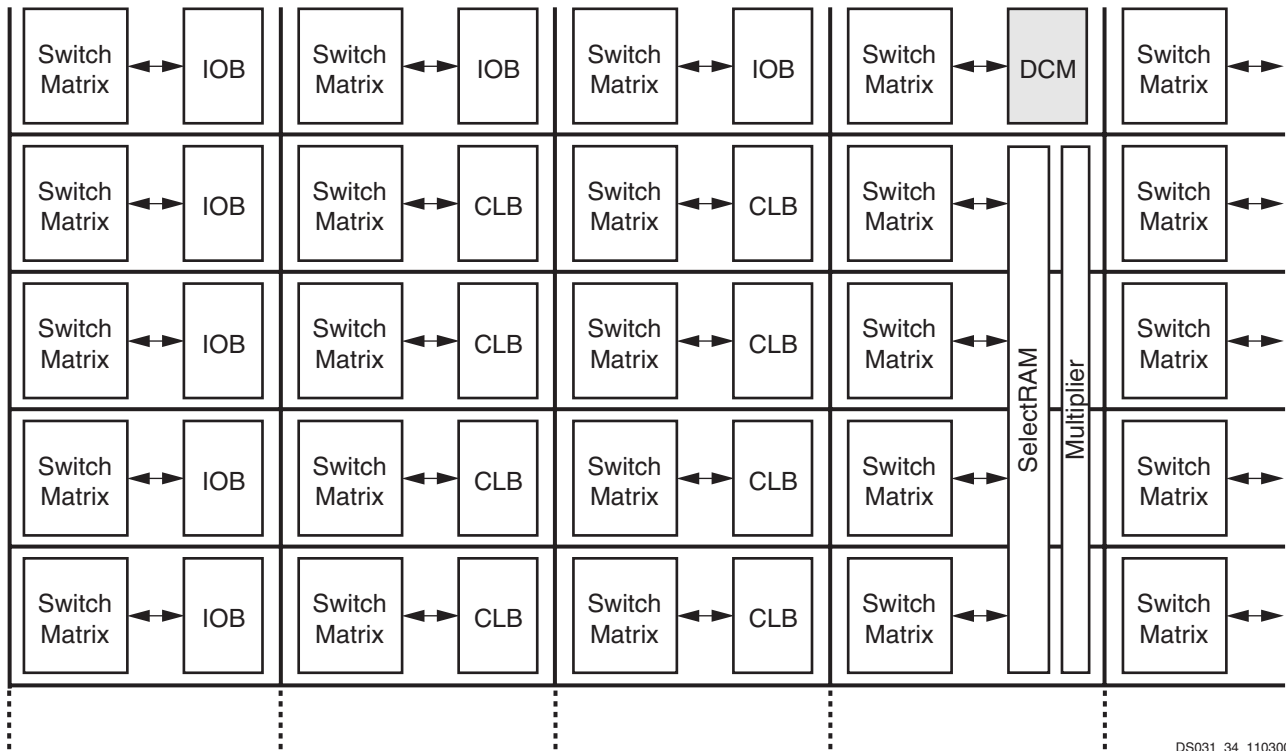 Switch Matrix IOB Switch Matrix IOB Switch Matrix IOB Switch Matrix DCM Switch Matrix
Switch Matrix IOB Switch Matrix CLB Switch Matrix CLB Switch Matrix Switch Matrix
Switch Matrix IOB Switch Matrix CLB Switch Matrix CLB Switch Matrix SelectRAM Multiplier Switch Matrix
Switch Matrix IOB Switch Matrix CLB Switch Matrix CLB Switch Matrix Switch Matrix
Switch Matrix IOB Switch Matrix CLB Switch Matrix CLB Switch Matrix Switch Matrix